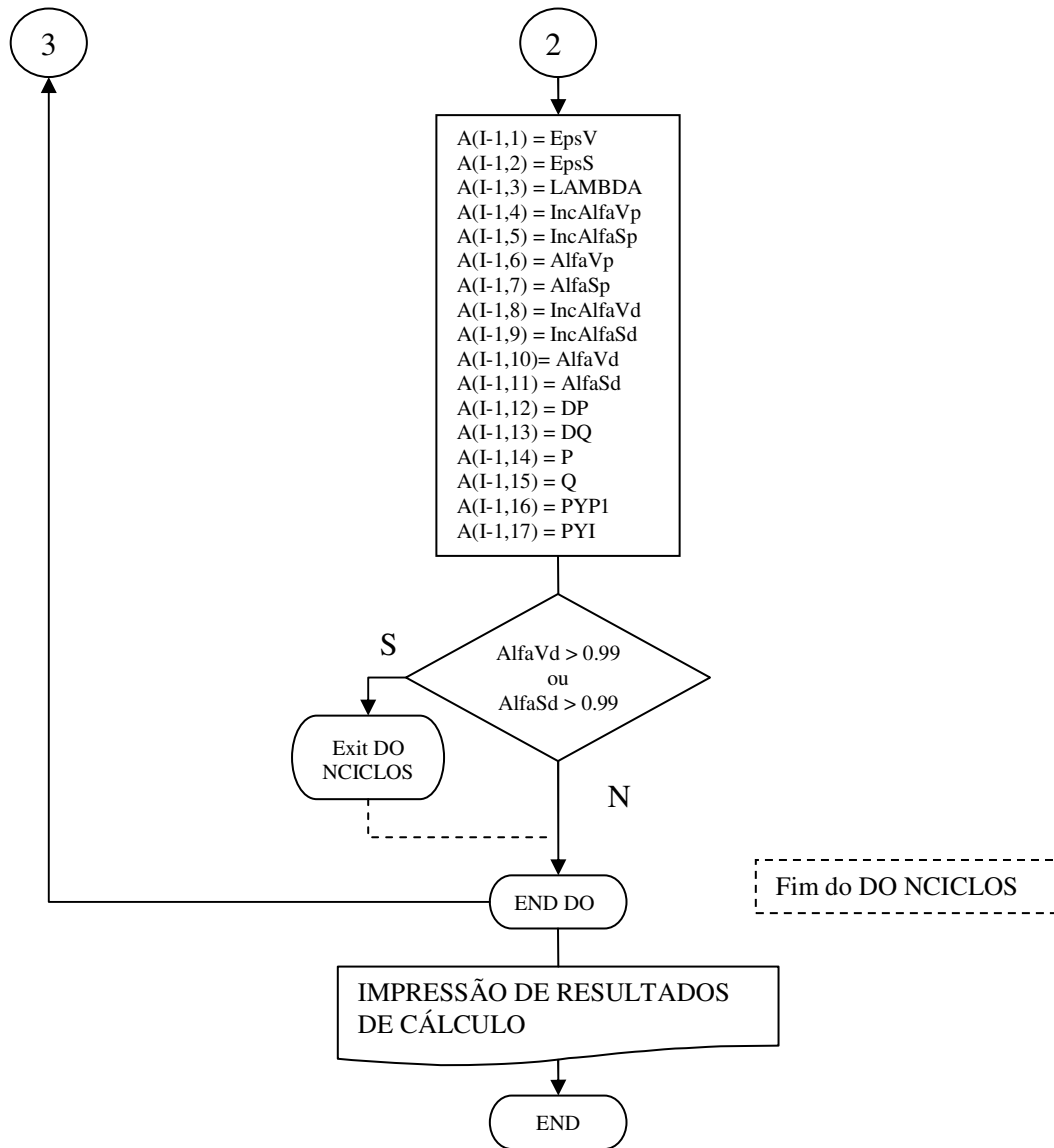 3
2
A(I-1,1) = EpsV
A(I-1,2) = EpsS
A(I-1,3) = LAMBDA
A(I-1,4) = IncAlfaVp
A(I-1,5) = IncAlfaSp
A(I-1,6) = AlfaVp
A(I-1,7) = AlfaSp
A(I-1,8) = IncAlfaVd
A(I-1,9) = IncAlfaSd
A(I-1,10)= AlfaVd
A(I-1,11) = AlfaSd
A(I-1,12) = DP
A(I-1,13) = DQ
A(I-1,14) = P
A(I-1,15) = Q
A(I-1,16) = PYP1
A(I-1,17) = PYI
S
AlfaVd > 0.99
ou
AlfaSd > 0.99
Exit DO
NCICLOS
N
END DO
Fim do DO NCICLOS
IMPRESSÃO DE RESULTADOS
DE CÁLCULO
END